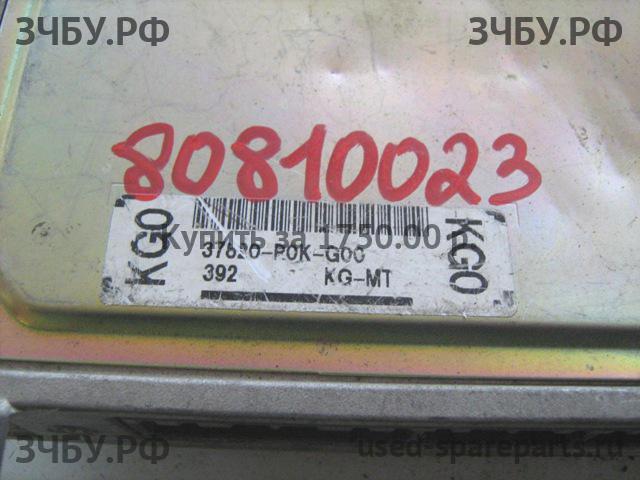 ЗЧБУ.РФ
ЗЧБУ.РФ
80810023
KG0
KG0
Купить за 1750.00
37820-P0K-G00
392 KG-MT
ЗЧБУ.РФ
used-spareparts.ru